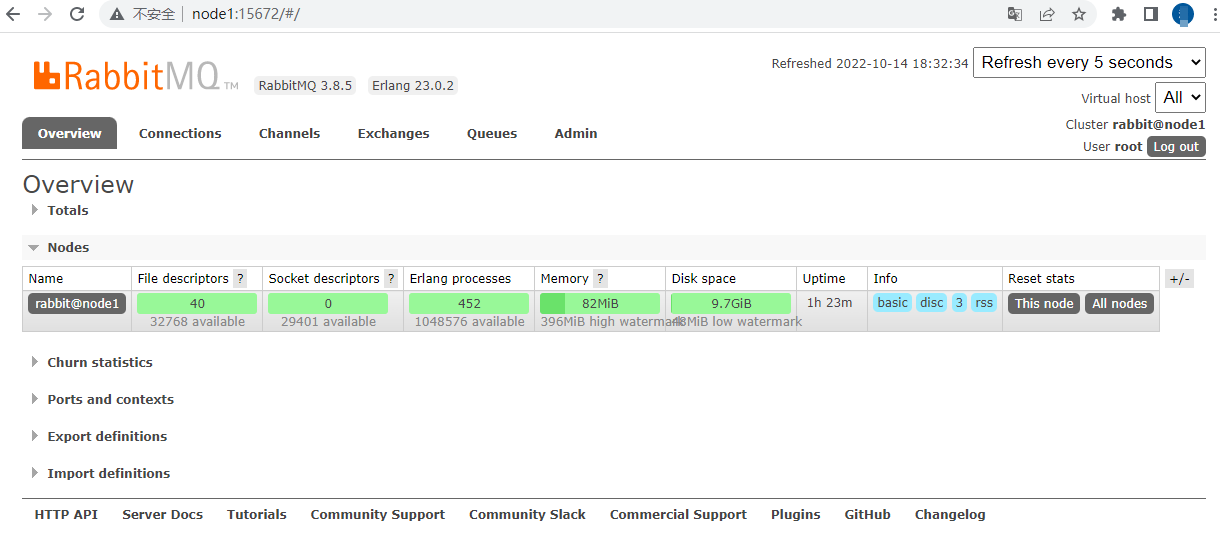 不安全 node1:15672/#/
RabbitMQ TM RabbitMQ 3.8.5 Erlang 23.0.2
Refreshed 2022-10-14 18:32:34 Refresh every 5 seconds
Virtual host All
Cluster rabbit@node1
User root Log out
Overview Connections Channels Exchanges Queues Admin
Overview
Totals
Nodes
Name File descriptors ? Socket descriptors ? Erlang processes Memory ? Disk space Uptime Info Reset stats +/-
rabbit@node1 40 0 452 82MiB 9.7GiB 1h 23m basic disc 3 rss This node All nodes
32768 available 29401 available 1048576 available 396MiB high watermark 48MiB low watermark
Churn statistics
Ports and contexts
Export definitions
Import definitions
HTTP API Server Docs Tutorials Community Support Community Slack Commercial Support Plugins GitHub Changelog